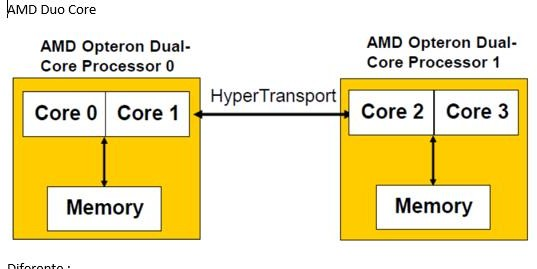 AMD Duo Core
AMD Opteron Dual-
Core Processor 0
AMD Opteron Dual-
Core Processor 1
HyperTransport
Core 0
Core 1
Core 2
Core 3
Memory
Memory